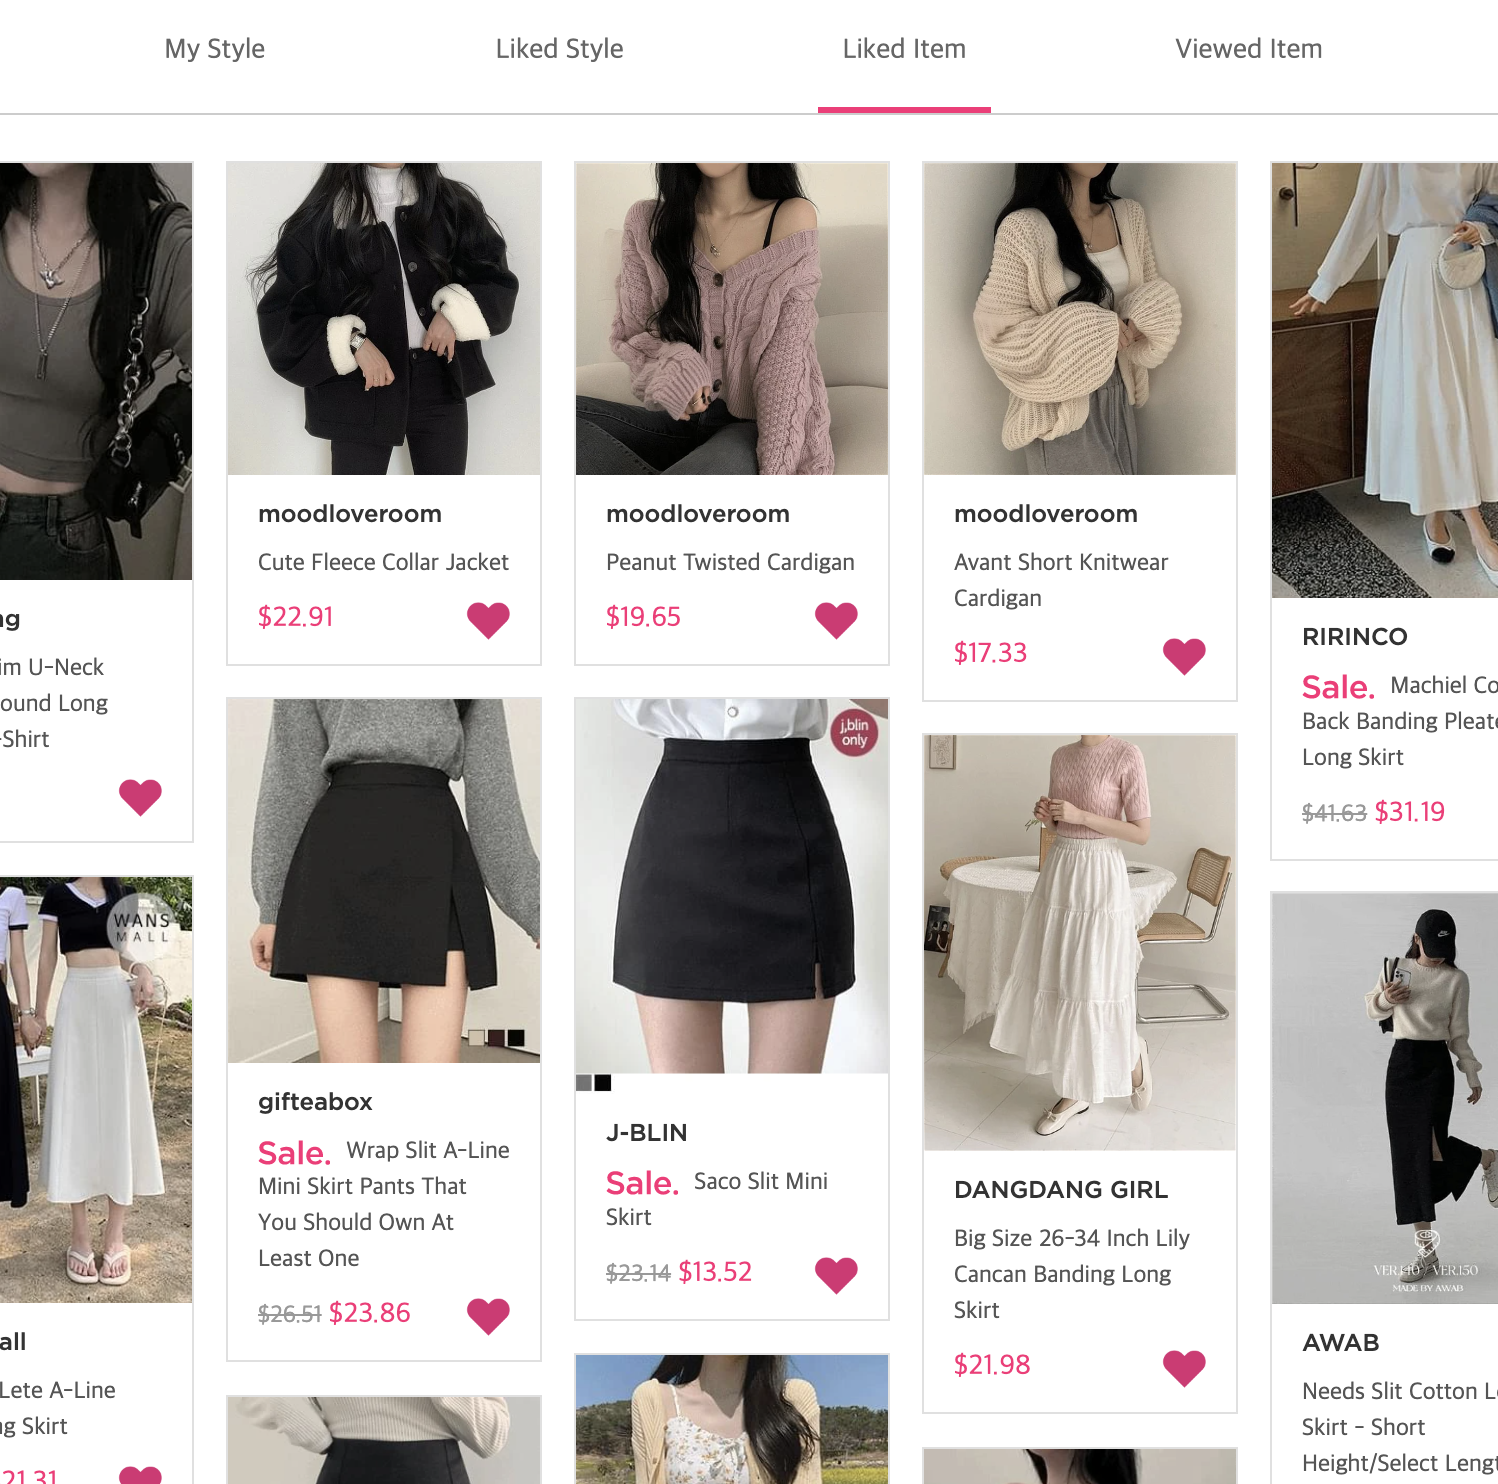 My Style
Liked Style
Liked Item
Viewed Item
im U-Neck
ound Long
-Shirt
WANS
MALL
Lete A-Line
Skirt
moodloveroom
Cute Fleece Collar Jacket
$22.91
gifteabox
Sale. Wrap Slit A-Line
Mini Skirt Pants That
You Should Own At
Least One
$26.51 $23.86
moodloveroom
Peanut Twisted Cardigan
$19.65
j,blin
only
J-BLIN
Sale. Saco Slit Mini
Skirt
$23.14 $13.52
moodloveroom
Avant Short Knitwear
Cardigan
$17.33
DANGDANG GIRL
Big Size 26-34 Inch Lily
Cancan Banding Long
Skirt
$21.98
RIRINCO
Sale. Machiel Co
Back Banding Pleate
Long Skirt
$41.63 $31.19
VER.140 VER.150
MADE BY AWAB
AWAB
Needs Slit Cotton L
Skirt - Short
Height/Select Lengt